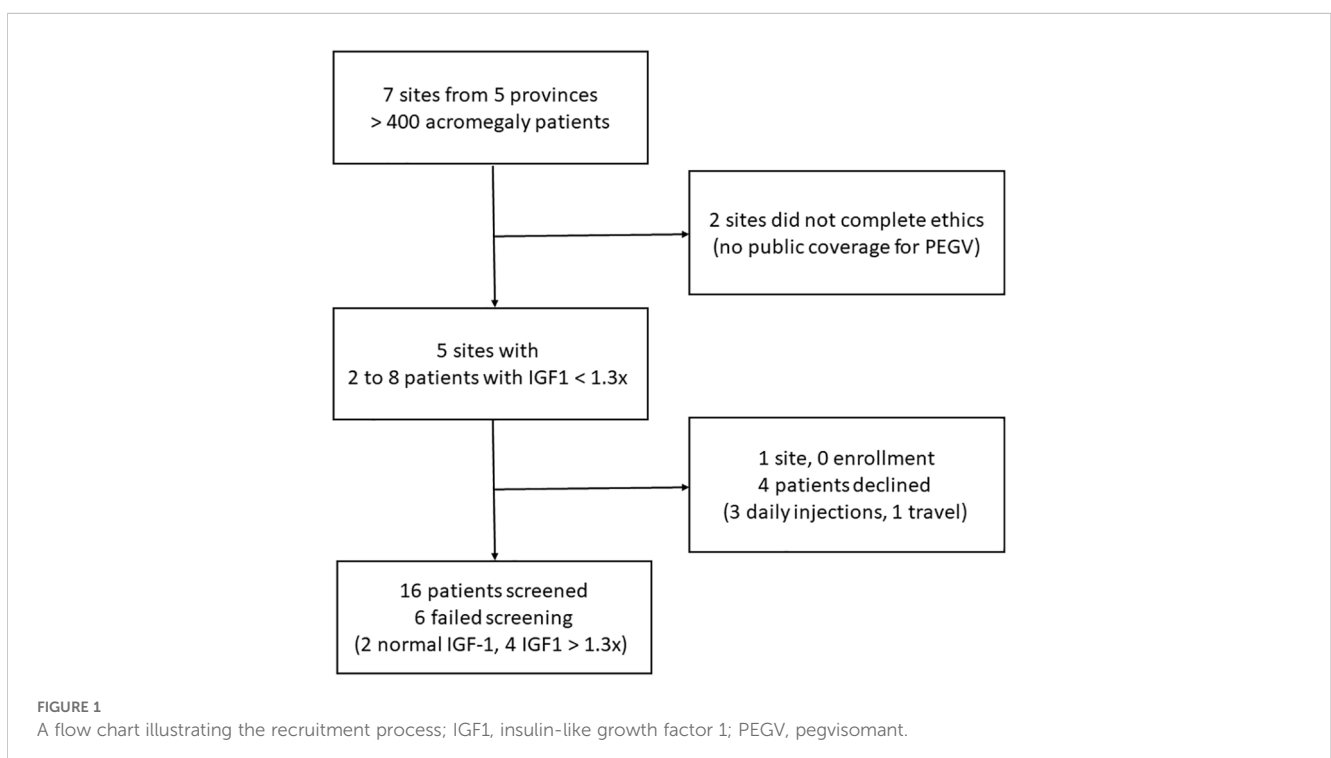 7 sites from 5 provinces
> 400 acromegaly patients
2 sites did not complete ethics
(no public coverage for PEGV)
5 sites with
2 to 8 patients with IGF1 < 1.3x
1 site, 0 enrollment
4 patients declined
(3 daily injections, 1 travel)
16 patients screened
6 failed screening
(2 normal IGF-1, 4 IGF1 > 1.3x)
FIGURE 1
A flow chart illustrating the recruitment process; IGF1, insulin-like growth factor 1; PEGV, pegvisomant.